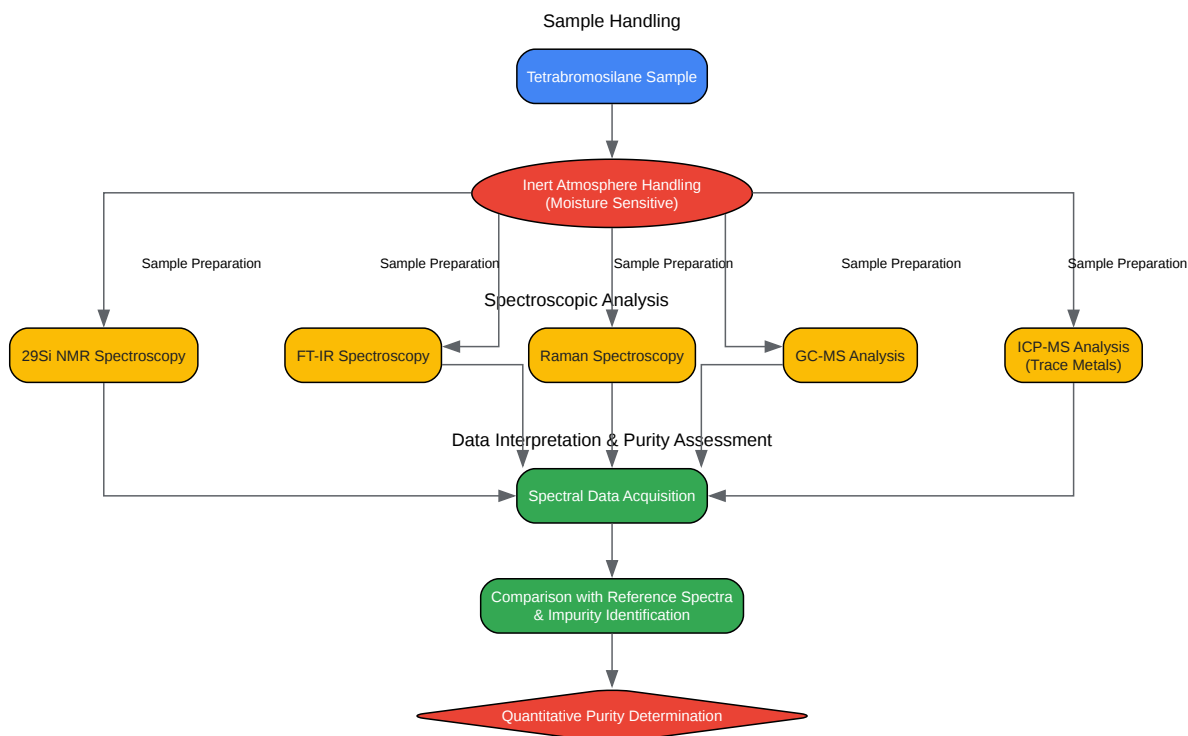 Sample Handling
Tetrabromosilane Sample
Inert Atmosphere Handling
(Moisture Sensitive)
Sample Preparation
Sample Preparation
Sample Preparation
Sample Preparation
Sample Preparation
Spectroscopic Analysis
29Si NMR Spectroscopy
FT-IR Spectroscopy
Raman Spectroscopy
GC-MS Analysis
ICP-MS Analysis
(Trace Metals)
Data Interpretation & Purity Assessment
Spectral Data Acquisition
Comparison with Reference Spectra
& Impurity Identification
Quantitative Purity Determination